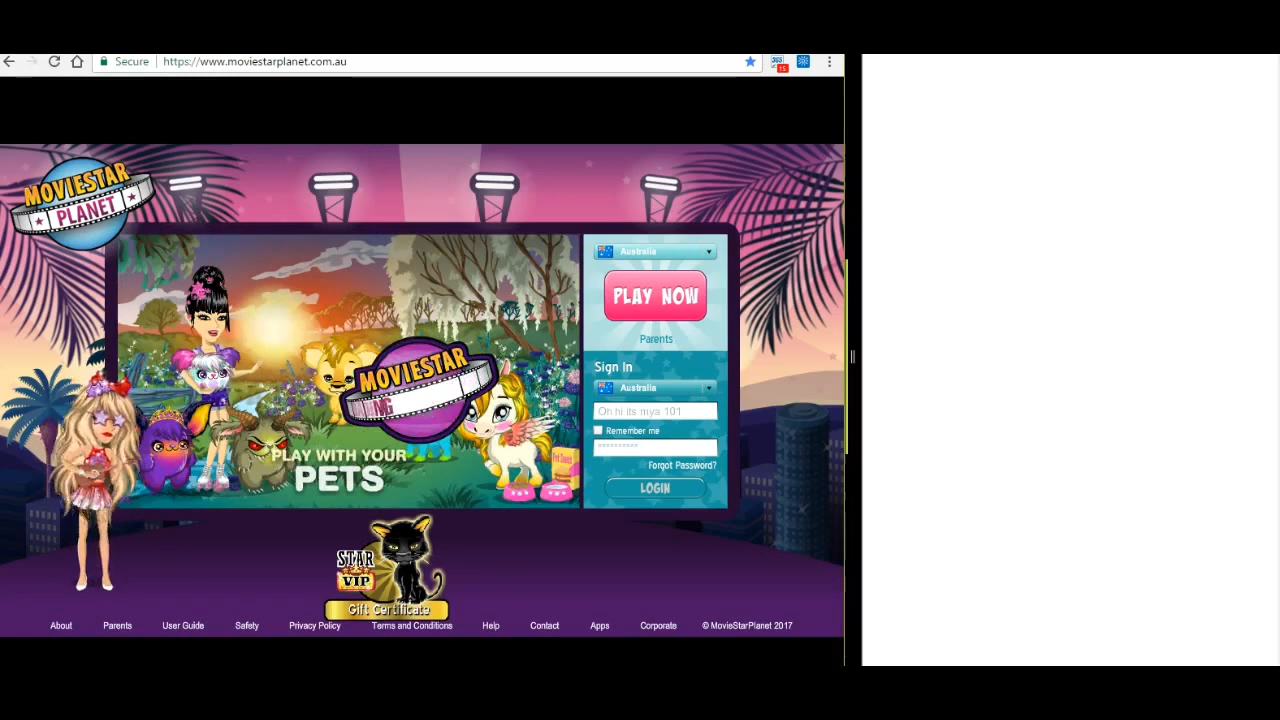 Secure
https://www.moviestarplanet.com.au
15
MOVIESTAR
PLANET
Australia
PLAY NOW
Parents
Sign In
Australia
Oh hi its mya 101
Remember me
**********
Forgot Password?
LOGIN
MOVIESTAR
PLAY WITH YOUR
PETS
STAR
VIP
Gift Certificate
About
Parents
User Guide
Safety
Privacy Policy
Terms and Conditions
Help
Contact
Apps
Corporate
© MovieStarPlanet 2017